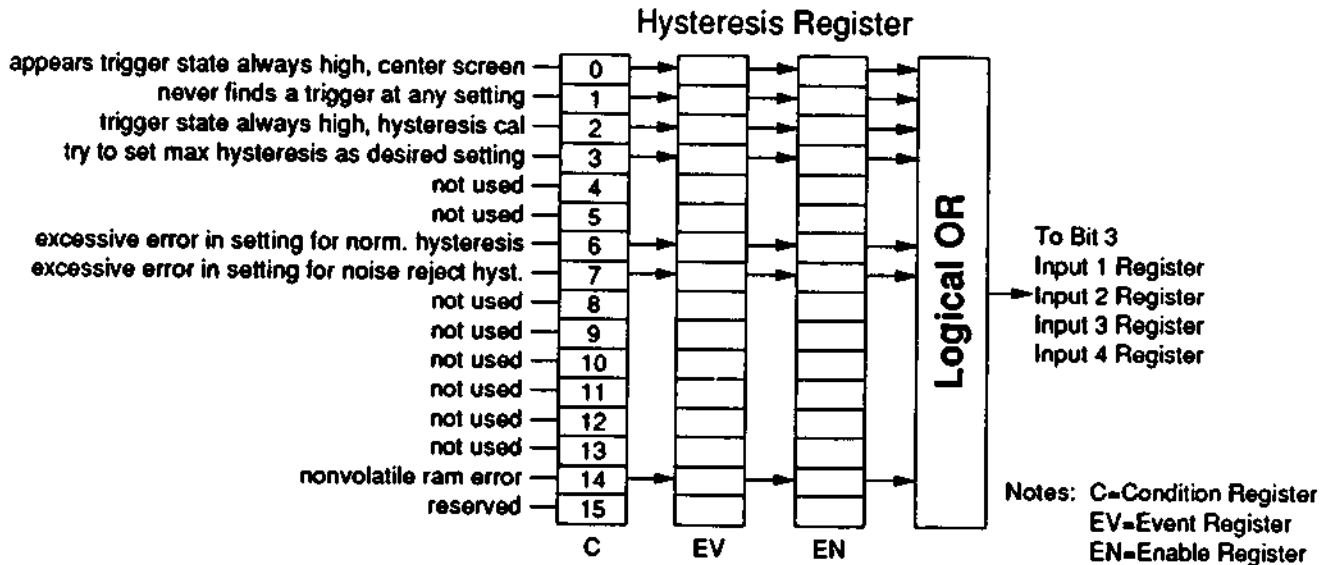 Hysteresis Register
appears trigger state always high, center screen 0
never finds a trigger at any setting 1
trigger state always high, hysteresis cal 2
try to set max hysteresis as desired setting 3
not used 4
not used 5
excessive error in setting for norm. hysteresis 6
excessive error in setting for noise reject hyst. 7
not used 8
not used 9
not used 10
not used 11
not used 12
not used 13
nonvolatile ram error 14
reserved 15
C EV EN
Logical OR
To Bit 3
Input 1 Register
Input 2 Register
Input 3 Register
Input 4 Register
Notes: C=Condition Register
EV=Event Register
EN=Enable Register